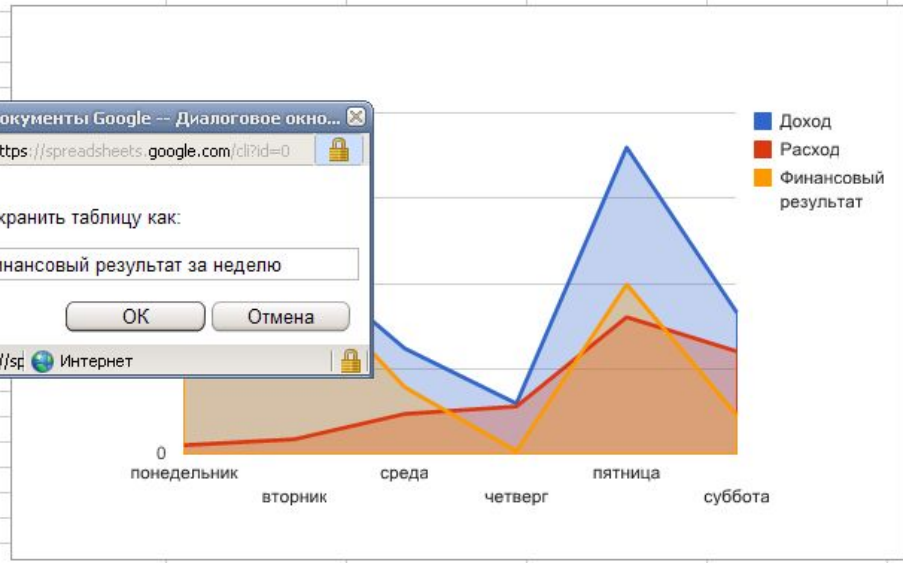 окументы Google -- Диалоговое окно...
ttps://spreadsheets.google.com/cli?id=0
хранить таблицу как:
инансовый результат за неделю
ОК
Отмена
//sp
Интернет
Доход
Расход
Финансовый
результат
0
понедельник
вторник
среда
четверг
пятница
суббота